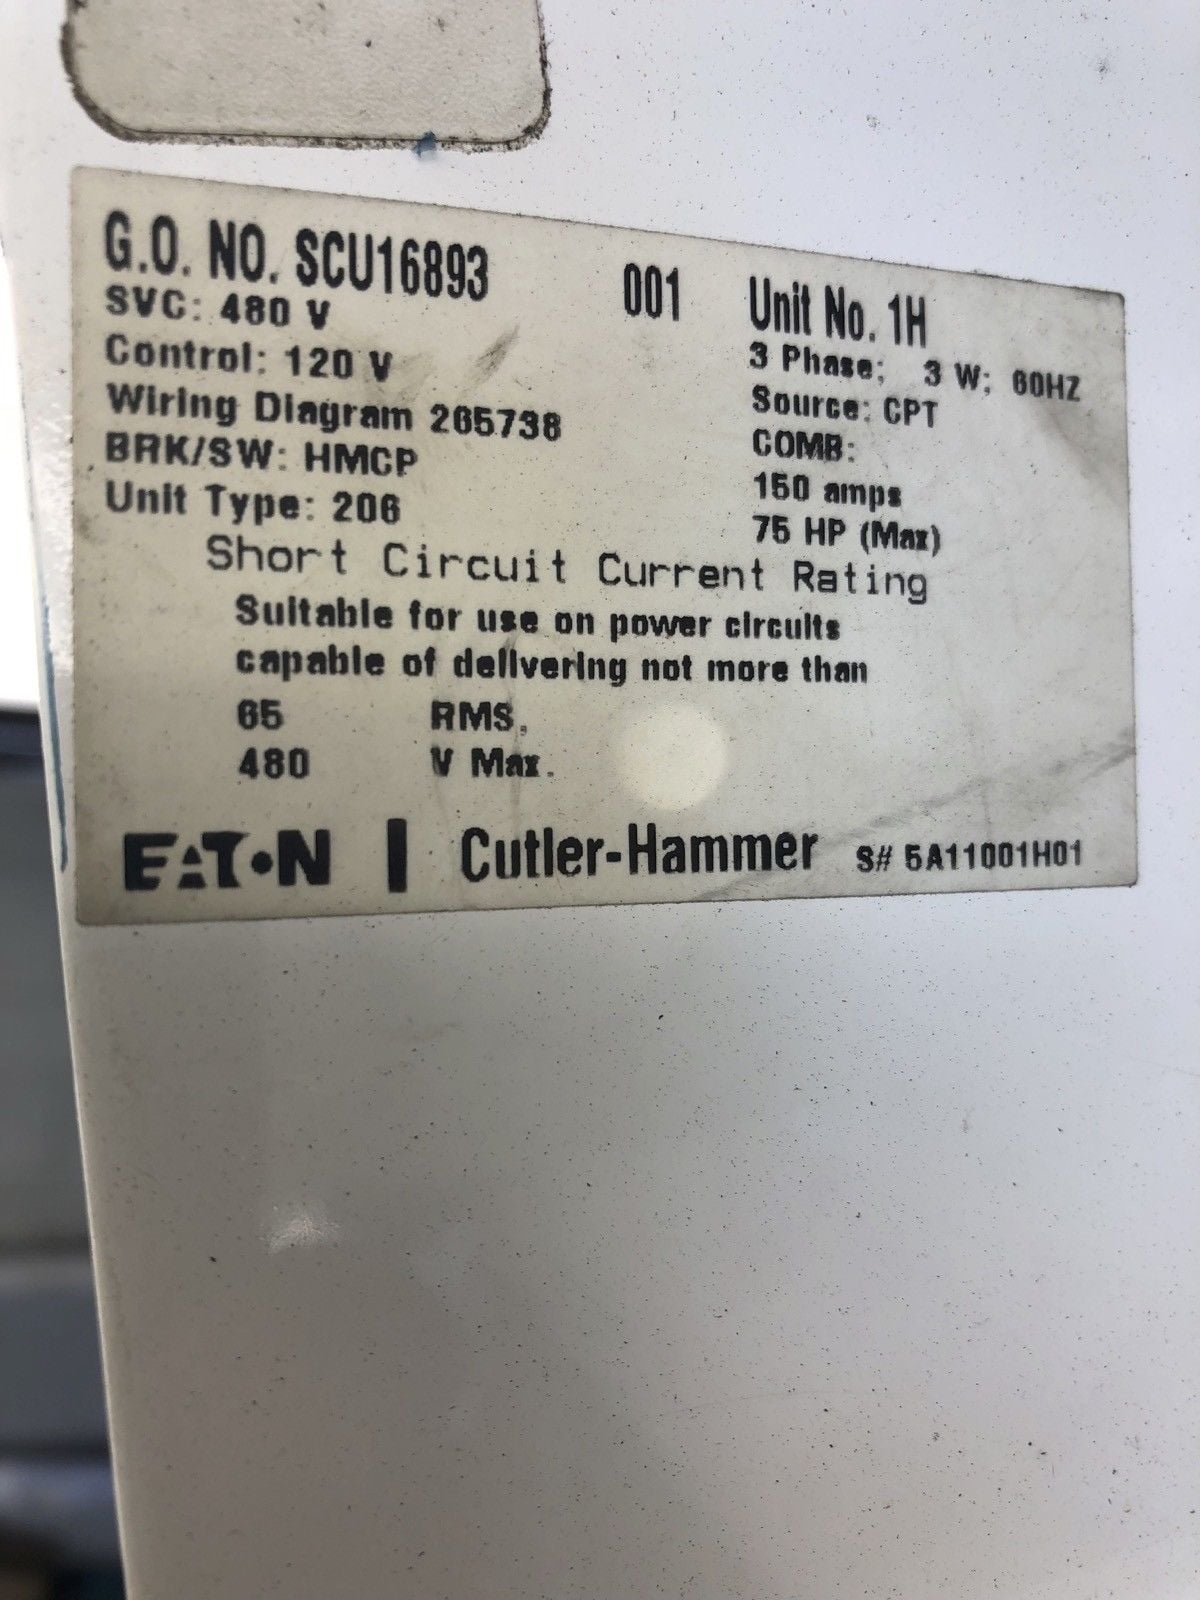 G.O. NO. SCU16893 001 Unit No. 1H
SVC: 480 V 3 Phase; 3 W; 60HZ
Control: 120 V Source: CPT
Wiring Diagram 265738 COMB:
BRK/SW: HMCP 150 amps
Unit Type: 206 75 HP (Max)
Short Circuit Current Rating
Suitable for use on power circuits
capable of delivering not more than
65 RMS.
480 V Max.
EATON | Cutler-Hammer S# 5A11001H01